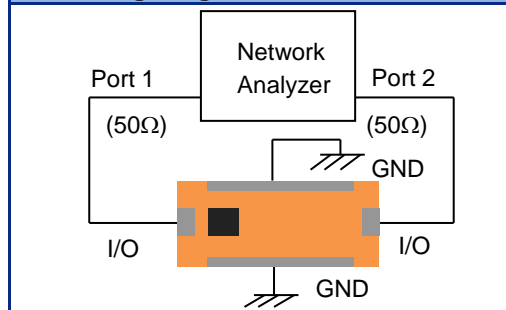 Network
Analyzer
Port 1
Port 2
(50Ω)
(50Ω)
GND
I/O
I/O
GND